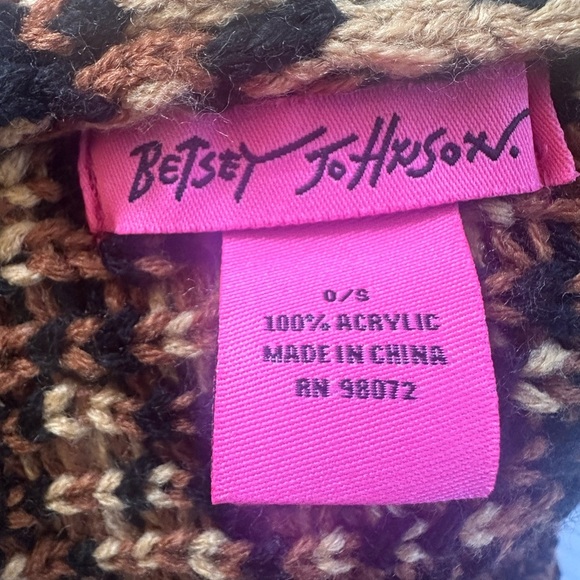 BETSEY JOHNSON.
O/S
100% ACRYLIC
MADE IN CHINA
RN 98072